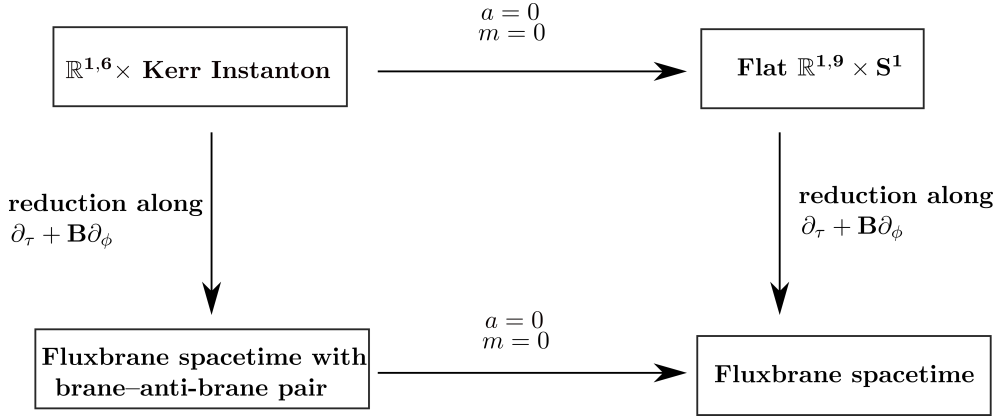 a = 0
m = 0
ℝ^{1,6} × Kerr Instanton
Flat ℝ^{1,9} × S^1
reduction along
∂_τ + B∂_ϕ
reduction along
∂_τ + B∂_ϕ
a = 0
m = 0
Fluxbrane spacetime with
brane–anti-brane pair
Fluxbrane spacetime